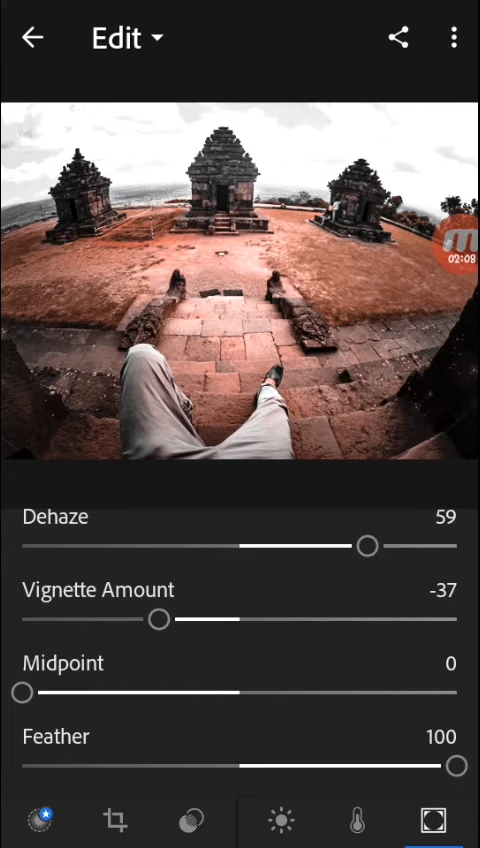 Edit
02:08
Dehaze 59
Vignette Amount -37
Midpoint 0
Feather 100